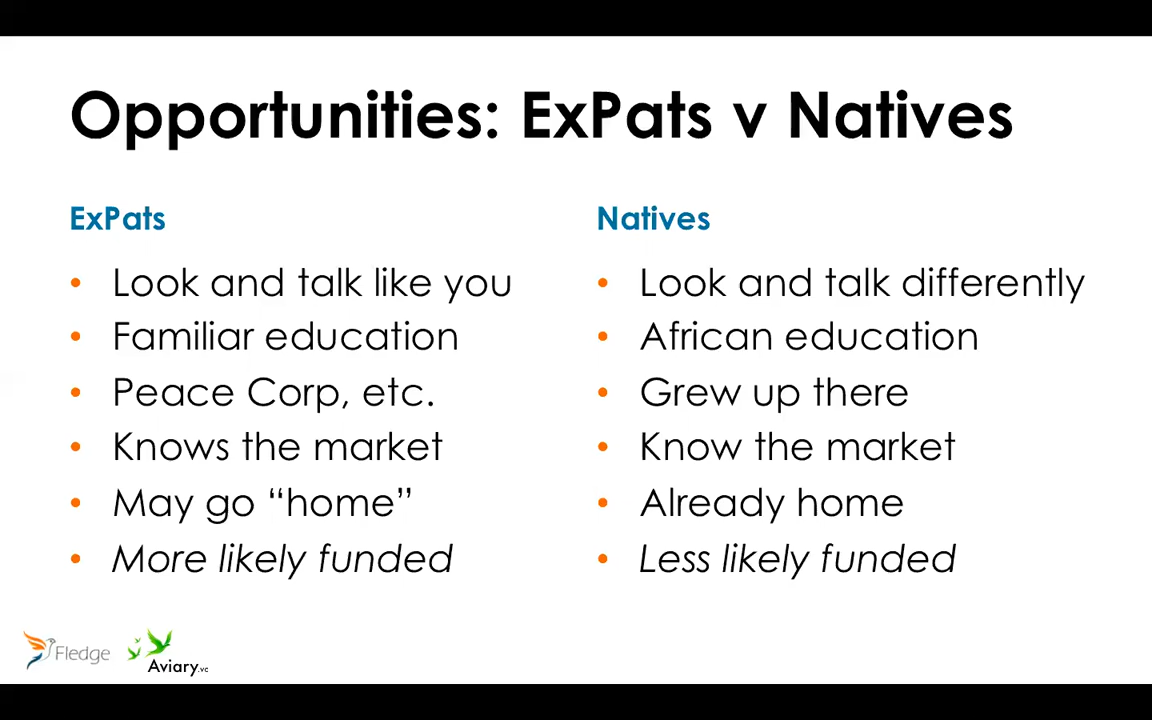 Opportunities: ExPats v Natives
ExPats
• Look and talk like you
• Familiar education
• Peace Corp, etc.
• Knows the market
• May go “home”
• More likely funded
Natives
• Look and talk differently
• African education
• Grew up there
• Know the market
• Already home
• Less likely funded
Fledge
Aviary.vc